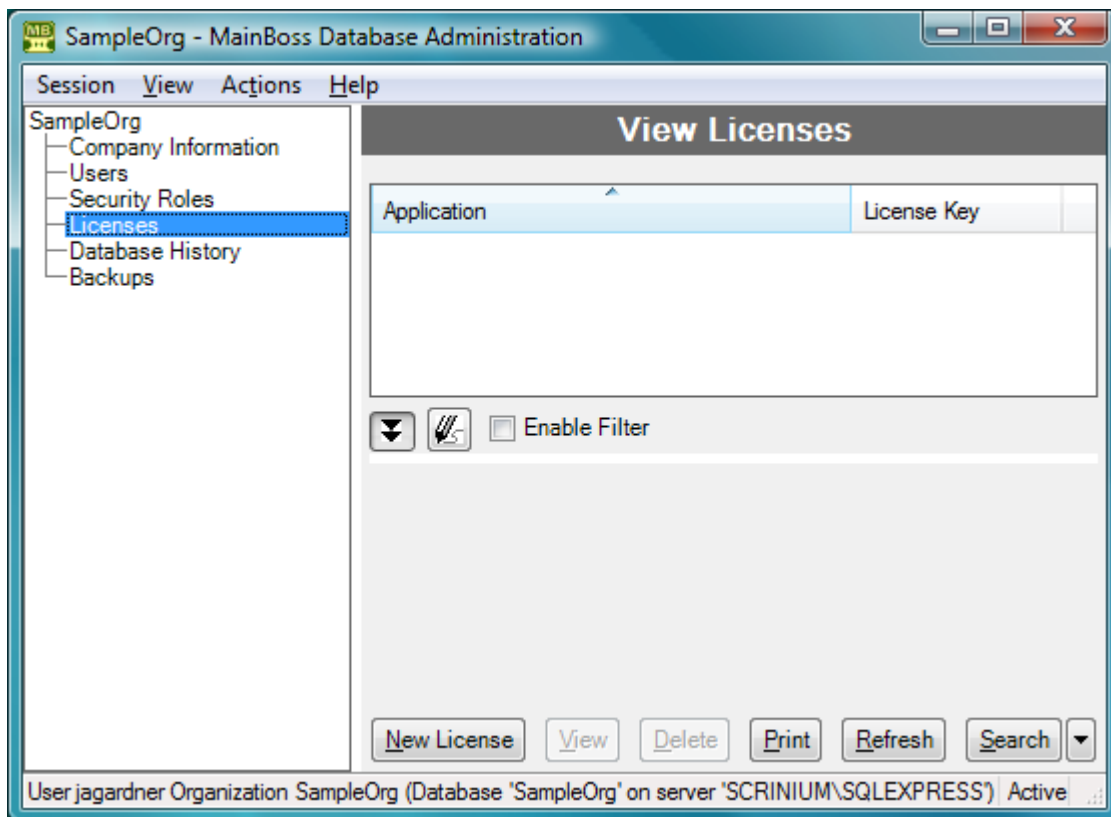 MB
SampleOrg - MainBoss Database Administration
Session View Actions Help
SampleOrg
Company Information
Users
Security Roles
Licenses
Database History
Backups
View Licenses
Application License Key
Enable Filter
New License View Delete Print Refresh Search
User jagardner Organization SampleOrg (Database 'SampleOrg' on server 'SCRINIUM\SQLEXPRESS') Active